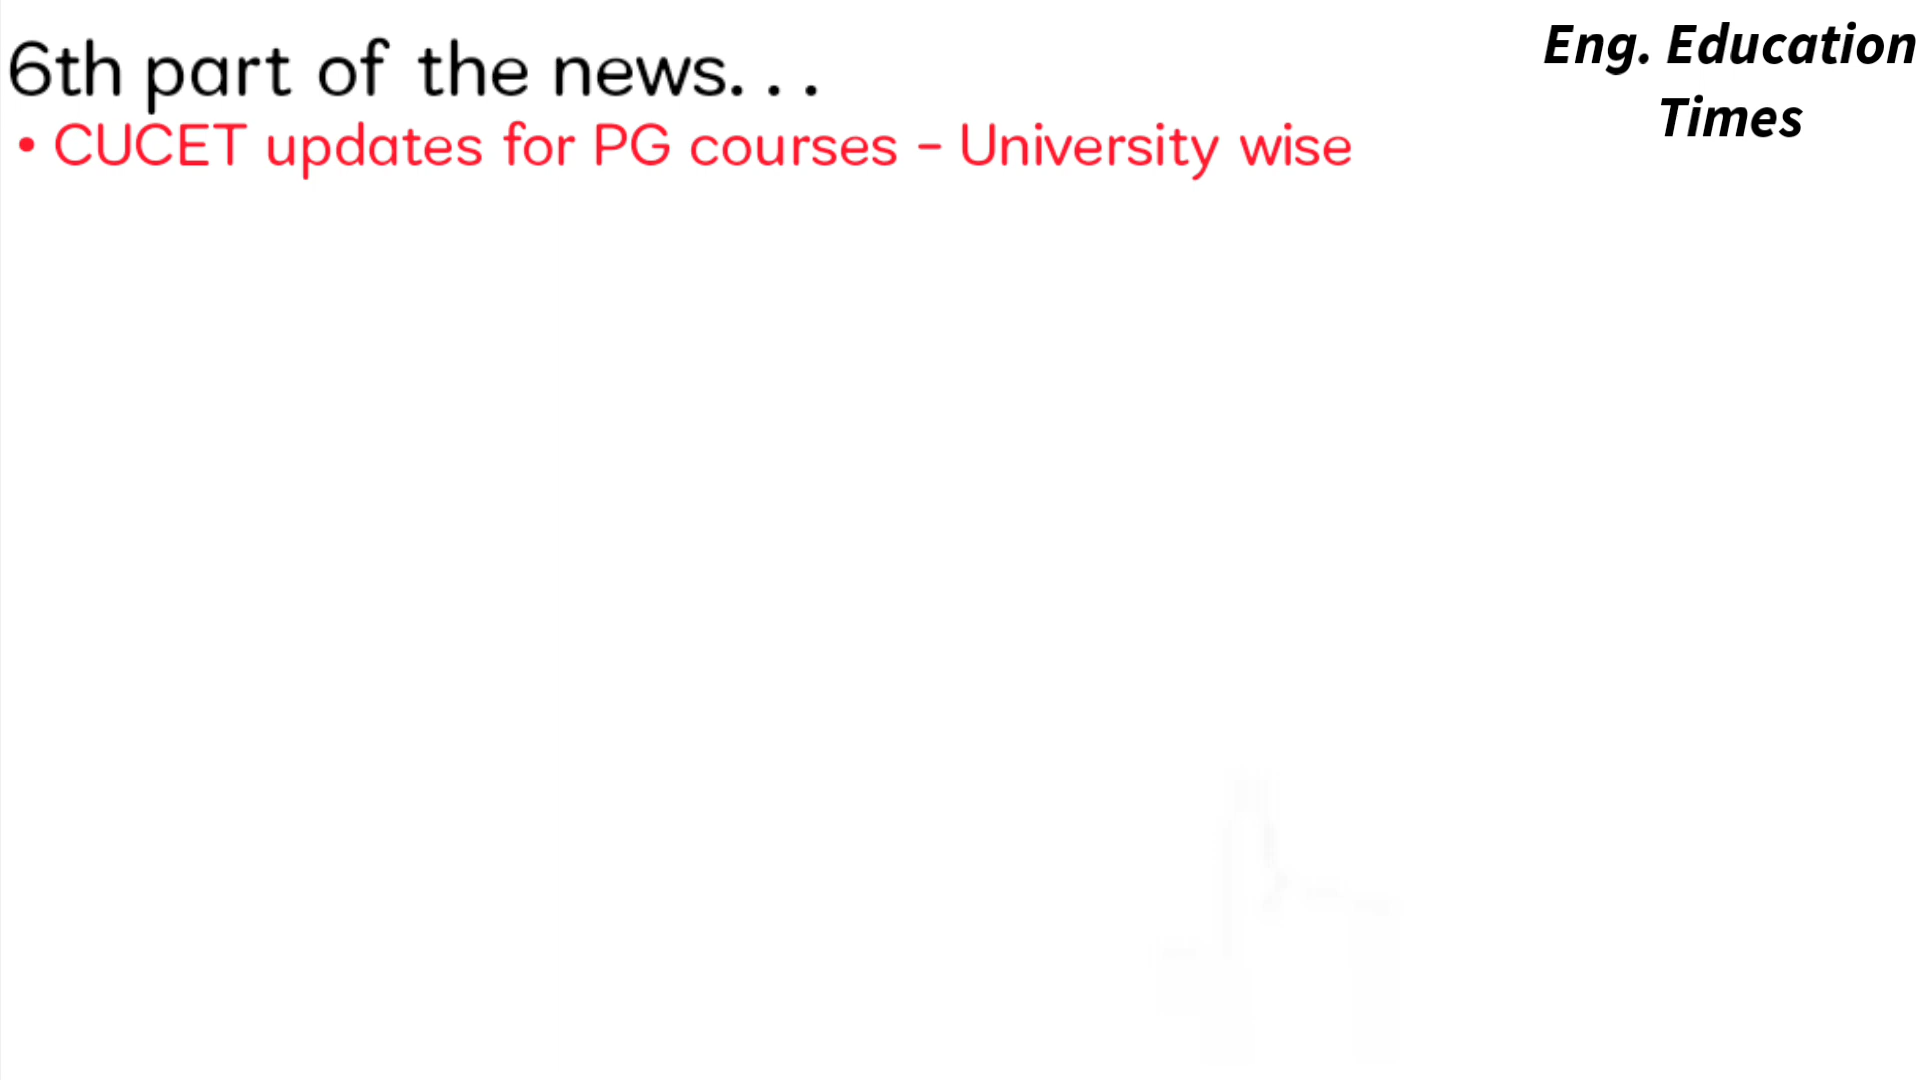 6th part of the news. . .
• CUCET updates for PG courses - University wise
Eng. Education
Times